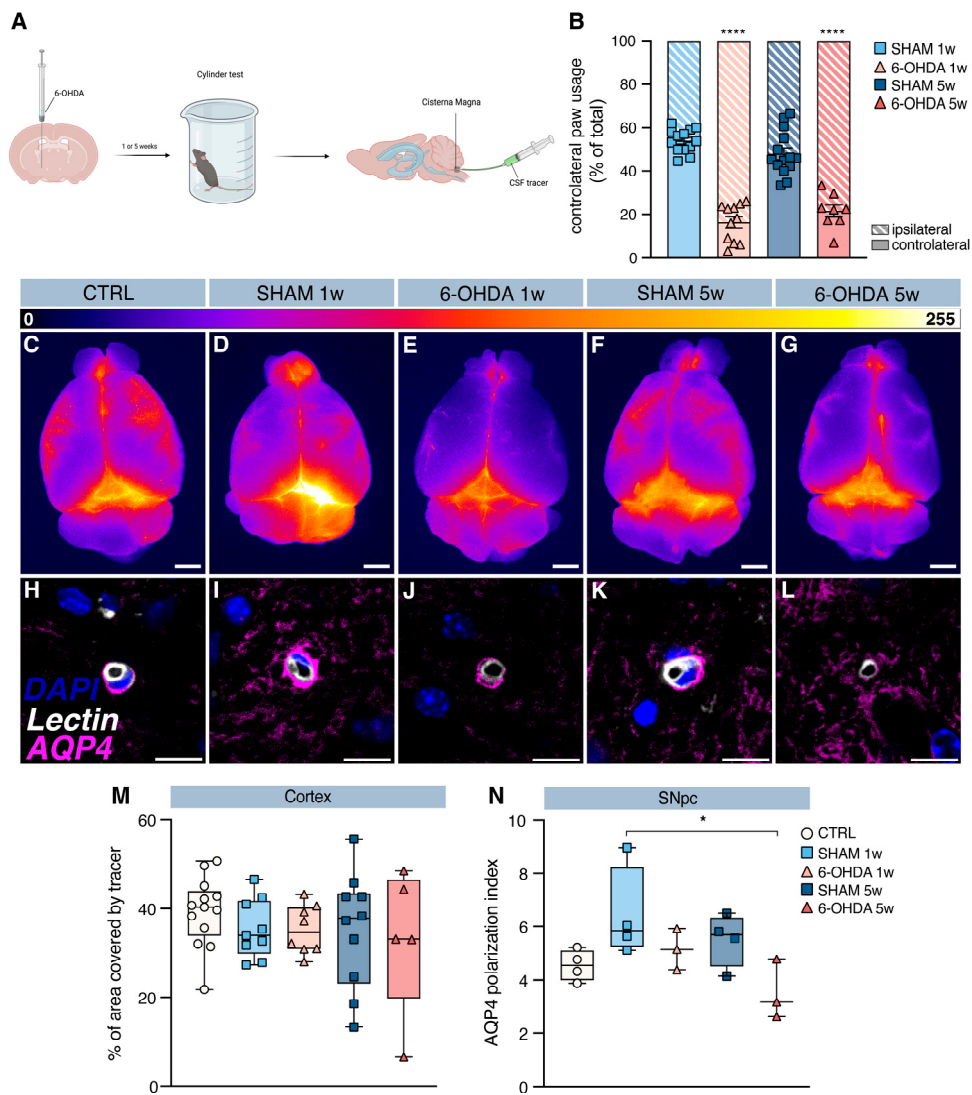 A
6-OHDA
1 or 5 weeks
Cylinder test
Cisterna Magna
CSF tracer
B
controlateral paw usage
(% of total)
100
80
60
40
20
0
****
****
SHAM 1w
6-OHDA 1w
SHAM 5w
6-OHDA 5w
ipsilateral
controlateral
CTRL
SHAM 1w
6-OHDA 1w
SHAM 5w
6-OHDA 5w
0
255
C
D
E
F
G
H
I
J
K
L
DAPI
Lectin
AQP4
M
Cortex
% of area covered by tracer
60
40
20
0
N
SNpc
AQP4 polarization index
10
8
6
4
2
0
*
CTRL
SHAM 1w
6-OHDA 1w
SHAM 5w
6-OHDA 5w